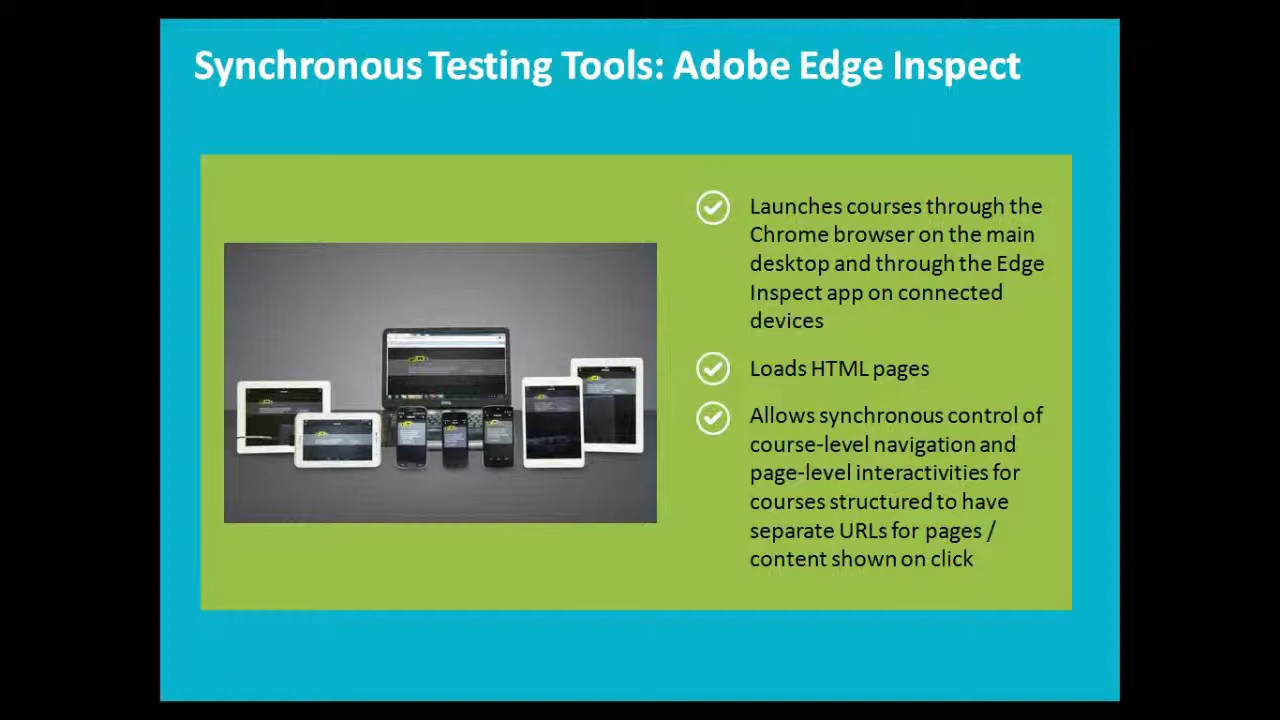 Synchronous Testing Tools: Adobe Edge Inspect
Launches courses through the
Chrome browser on the main
desktop and through the Edge
Inspect app on connected
devices
Loads HTML pages
Allows synchronous control of
course-level navigation and
page-level interactivities for
courses structured to have
separate URLs for pages /
content shown on click